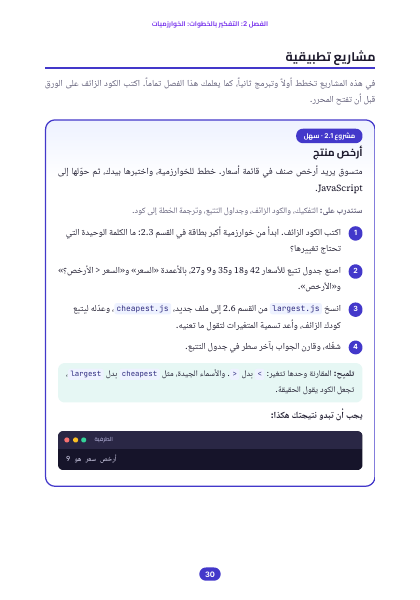 الفصل 2: التفكير بالخطوات: الخوارزميات
مشاريع تطبيقية
في هذه المشاريع تخطط أولاً وتبرمج ثانياً، كما يعلمك هذا الفصل تماماً. اكتب الكود الزائف على الورق
قبل أن تفتح المحرر.
مشروع 2.1 · سهل
أرخص منتج
متسوق يريد أرخص صنف في قائمة أسعار. خطط للخوارزمية، واختبرها بيدك، ثم حوّلها إلى
JavaScript.
ستتدرب على: التفكيك، والكود الزائف، وجداول التتبع، وترجمة الخطة إلى كود.
1 اكتب الكود الزائف. ابدأ من خوارزمية أكبر بطاقة في القسم 2.3: ما الكلمة الوحيدة التي
تحتاج تغييرها؟
2 اصنع جدول تتبع للأسعار 42 و18 و35 و9 و27، بالأعمدة «السعر» و«السعر < الأرخص؟»
و«الأرخص».
3 انسخ largest.js من القسم 2.6 إلى ملف جديد، cheapest.js، وعدّله ليتبع
كودك الزائف. وأعد تسمية المتغيرات لتقول ما تعنيه.
4 شغّله، وقارن الجواب بآخر سطر في جدول التتبع.
تلميح: المقارنة وحدها تتغير: > بدل <. والأسماء الجيدة، مثل cheapest بدل largest،
تجعل الكود يقول الحقيقة.
يجب أن تبدو نتيجتك هكذا:
الطرفية
أرخص سعر هو 9
30